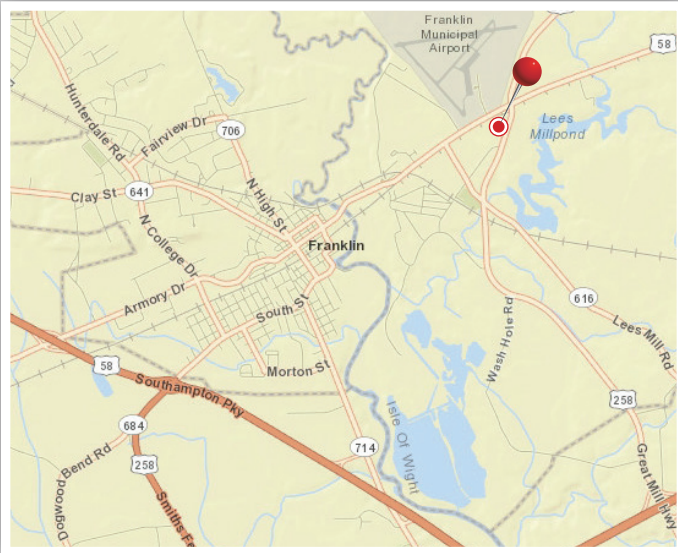 Franklin
Municipal
Airport
58
Hunterdale Rd
Fairview Dr
706
Lees
Millpond
Clay St
641
N High St
N College Dr
Franklin
Armory Dr
South St
616
Wash Hole Rd
Lees Mill Rd
58
Morton St
Southampton Pky
258
684
Isle Of Wight
714
Dogwood Bend Rd
258
Great Mill Hwy
Smiths Fe